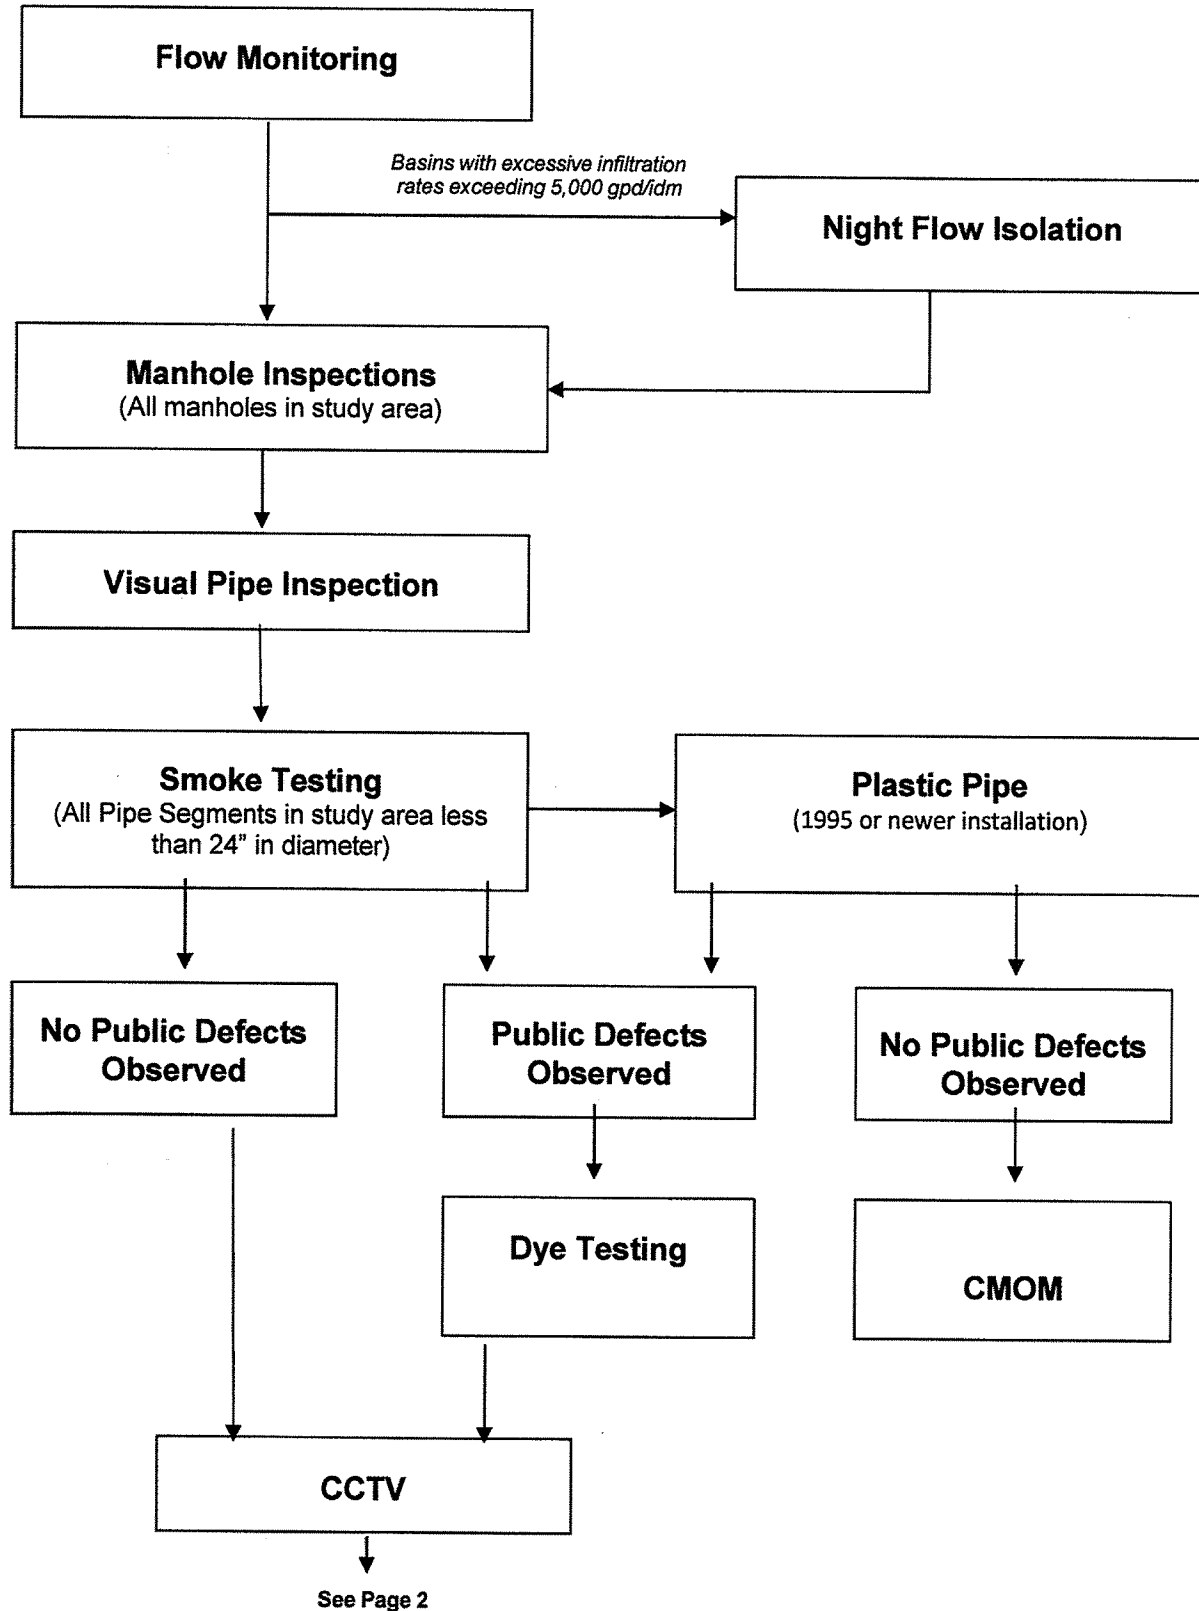 Flow Monitoring
Basins with excessive infiltration
rates exceeding 5,000 gpd/idm
Night Flow Isolation
Manhole Inspections
(All manholes in study area)
Visual Pipe Inspection
Smoke Testing
(All Pipe Segments in study area less
than 24” in diameter)
Plastic Pipe
(1995 or newer installation)
No Public Defects
Observed
Public Defects
Observed
No Public Defects
Observed
Dye Testing
CMOM
CCTV
See Page 2